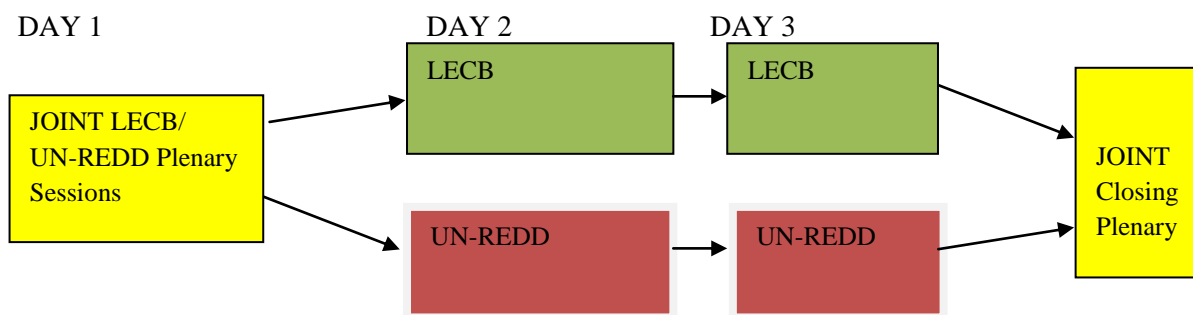 DAY 1
DAY 2
DAY 3
JOINT LECB/
UN-REDD Plenary
Sessions
LECB
LECB
UN-REDD
UN-REDD
JOINT
Closing
Plenary